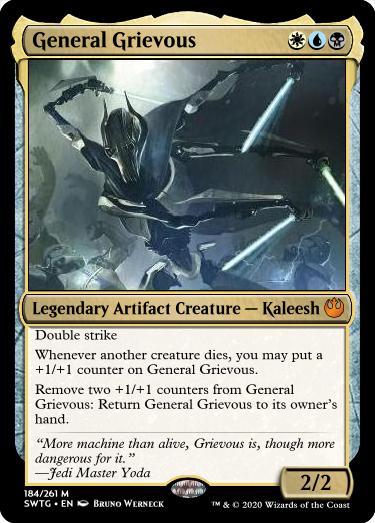 General Grievous
Legendary Artifact Creature — Kaleesh
Double strike
Whenever another creature dies, you may put a
+1/+1 counter on General Grievous.
Remove two +1/+1 counters from General
Grievous: Return General Grievous to its owner's
hand.
"More machine than alive, Grievous is, though more
dangerous for it."
—Jedi Master Yoda
2/2
184/261 M
SWTG • EN Bruno Werneck
™ & © 2020 Wizards of the Coast